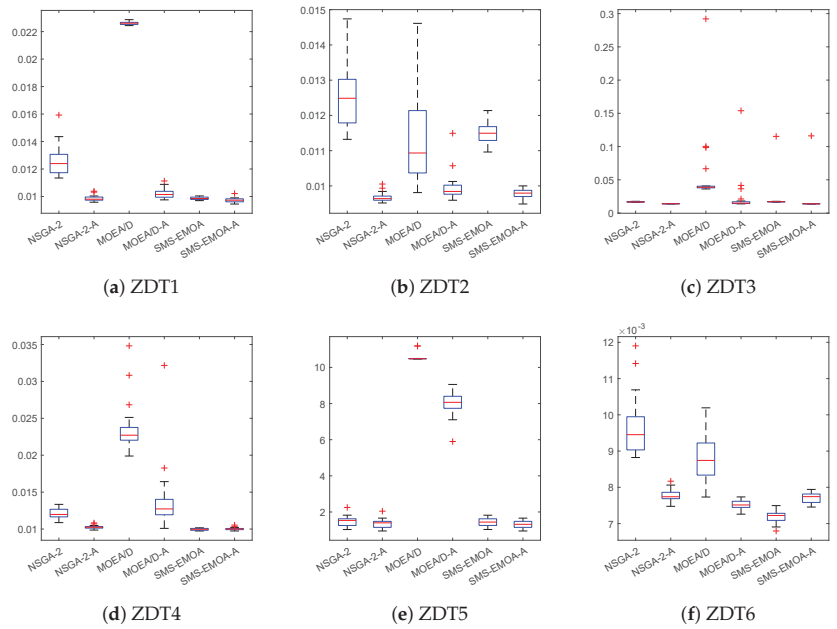 0.022
0.02
0.018
0.016
0.014
0.012
0.01
NSGA-2
NSGA-2-A
MOEA/D
MOEA/D-A
SMS-EMOA
SMS-EMOA-A
(a) ZDT1
0.015
0.014
0.013
0.012
0.011
0.01
NSGA-2
NSGA-2-A
MOEA/D
MOEA/D-A
SMS-EMOA
SMS-EMOA-A
(b) ZDT2
0.3
0.25
0.2
0.15
0.1
0.05
0
NSGA-2
NSGA-2-A
MOEA/D
MOEA/D-A
SMS-EMOA
SMS-EMOA-A
(c) ZDT3
0.035
0.03
0.025
0.02
0.015
0.01
NSGA-2
NSGA-2-A
MOEA/D
MOEA/D-A
SMS-EMOA
SMS-EMOA-A
(d) ZDT4
10
8
6
4
2
NSGA-2
NSGA-2-A
MOEA/D
MOEA/D-A
SMS-EMOA
SMS-EMOA-A
(e) ZDT5
×10⁻³
12
11
10
9
8
7
NSGA-2
NSGA-2-A
MOEA/D
MOEA/D-A
SMS-EMOA
SMS-EMOA-A
(f) ZDT6